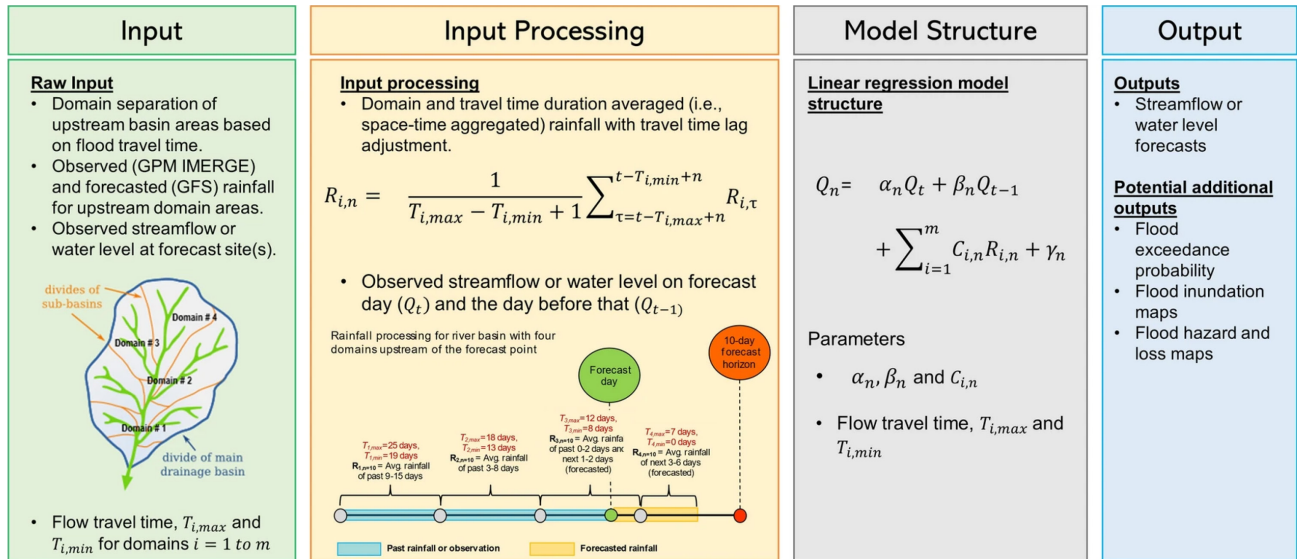 Input
Raw Input
• Domain separation of
upstream basin areas based
on flood travel time.
• Observed (GPM IMERGE)
and forecasted (GFS) rainfall
for upstream domain areas.
• Observed streamflow or
water level at forecast site(s).
divides of
sub-basins
Domain # 4
Domain # 3
Domain # 2
Domain # 1
divide of main
drainage basin
• Flow travel time, T_{i,max} and
T_{i,min} for domains i = 1 to m
Input Processing
Input processing
• Domain and travel time duration averaged (i.e.,
space-time aggregated) rainfall with travel time lag
adjustment.
R_{i,n} = \frac{1}{T_{i,max} - T_{i,min} + 1} \sum_{τ=t-T_{i,max}+n}^{t-T_{i,min}+n} R_{i,τ}
• Observed streamflow or water level on forecast
day (Q_t) and the day before that (Q_{t-1})
Rainfall processing for river basin with four
domains upstream of the forecast point
Forecast
day
10-day
forecast
horizon
T_{1,max}=25 days,
T_{1,min}=19 days
R_{1,n=10} = Avg. rainfall
of past 9-15 days
T_{2,max}=18 days,
T_{2,min}=13 days
R_{2,n=10} = Avg. rainfall
of past 3-8 days
T_{3,max}=12 days,
T_{3,min}=8 days
R_{3,n=10} = Avg. rainfa
of past 0-2 days and
next 1-2 days
(forecasted)
T_{4,max}=7 days,
T_{4,min}=0 days
R_{4,n=10} = Avg. rainfall
of next 3-6 days
(forecasted)
Past rainfall or observation
Forecasted rainfall
Model Structure
Linear regression model
structure
Q_n = α_n Q_t + β_n Q_{t-1}
+ \sum_{i=1}^{m} C_{i,n} R_{i,n} + γ_n
Parameters
• α_n, β_n and C_{i,n}
• Flow travel time, T_{i,max} and
T_{i,min}
Output
Outputs
• Streamflow or
water level
forecasts
Potential additional
outputs
• Flood
exceedance
probability
• Flood inundation
maps
• Flood hazard and
loss maps